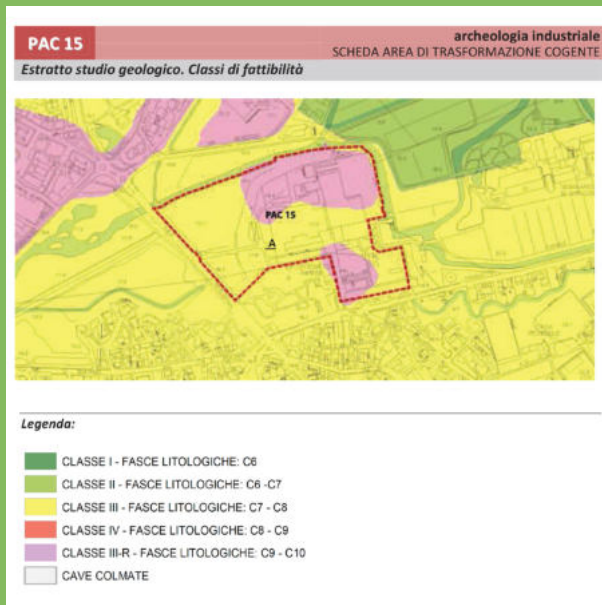 PAC 15
archeologia industriale
SCHEDA AREA DI TRASFORMAZIONE COGENTE
Estratto studio geologico. Classi di fattibilità
PAC 15
A
Legenda:
CLASSE I - FASCE LITOLOGICHE: C6
CLASSE II - FASCE LITOLOGICHE: C6 -C7
CLASSE III - FASCE LITOLOGICHE: C7 - C8
CLASSE IV - FASCE LITOLOGICHE: C8 - C9
CLASSE III-R - FASCE LITOLOGICHE: C9 - C10
CAVE COLMATE